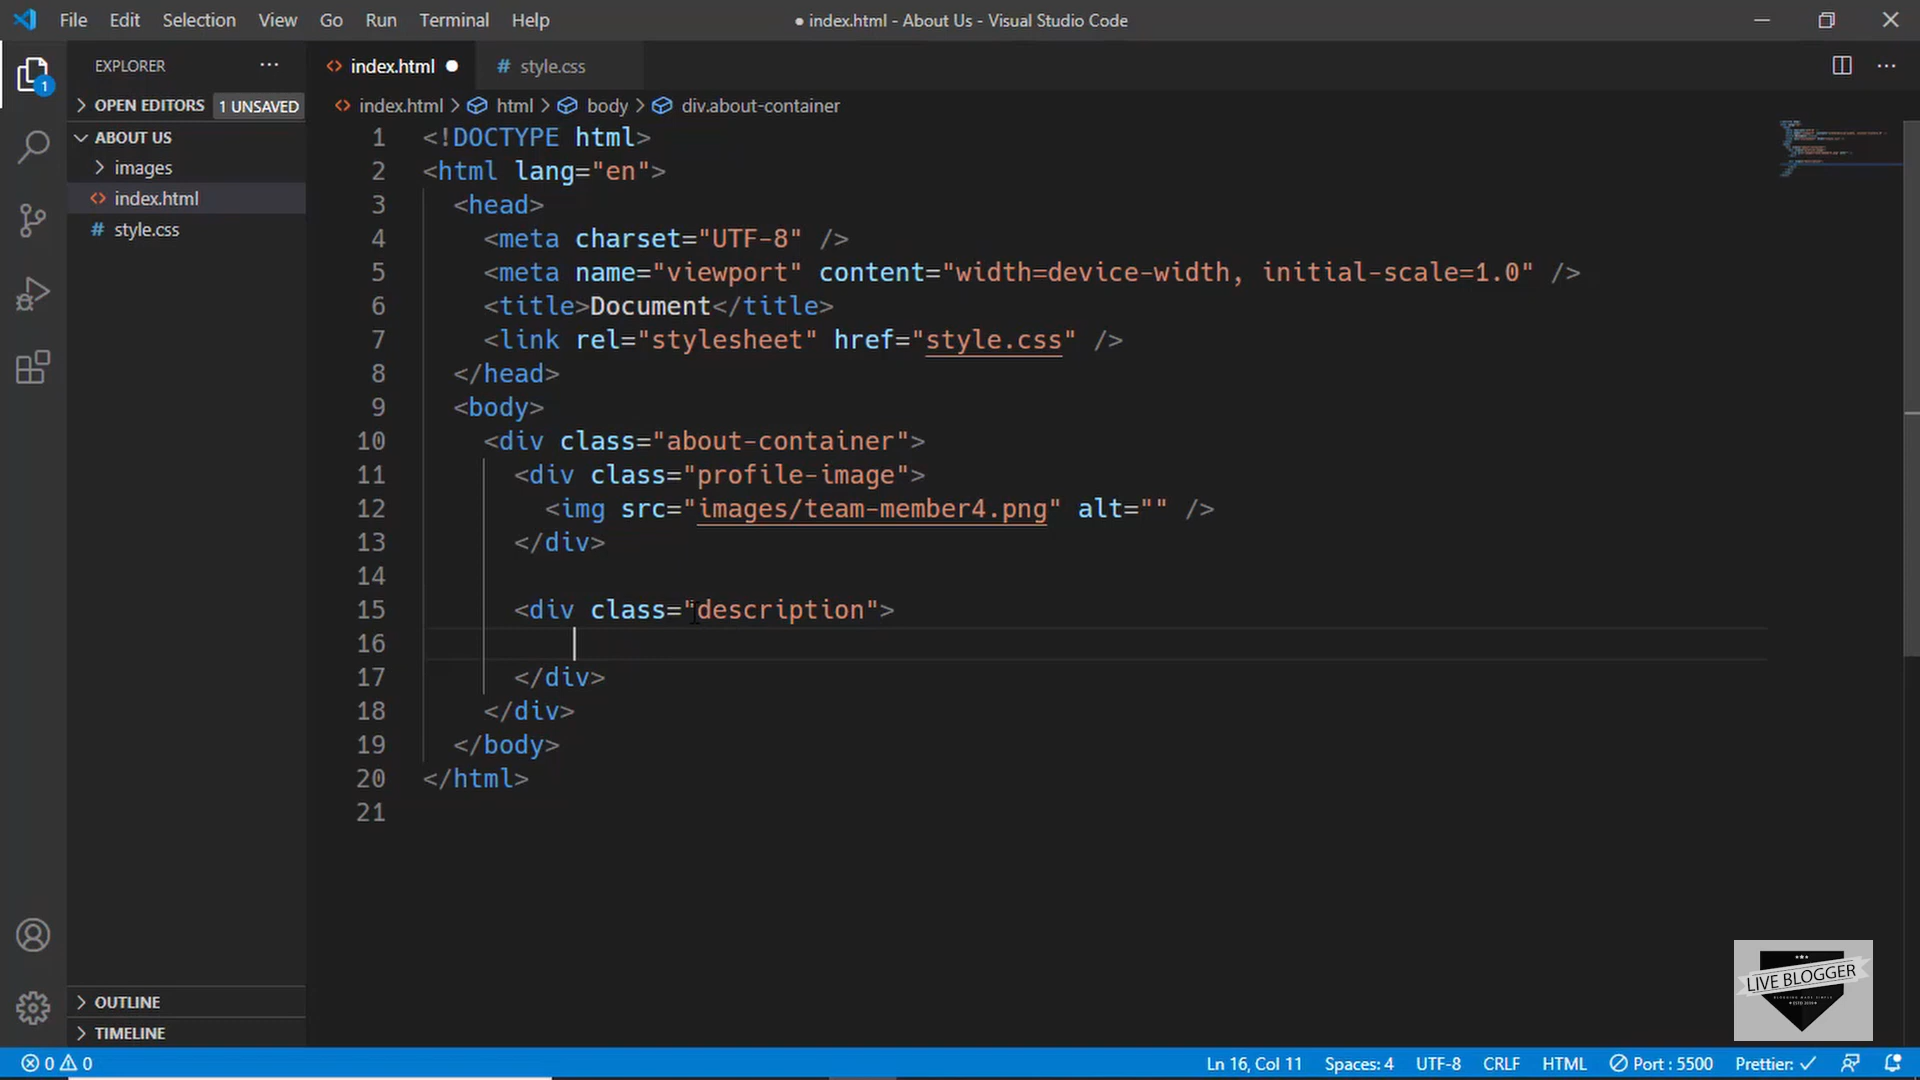 File Edit Selection View Go Run Terminal Help
● index.html - About Us - Visual Studio Code
EXPLORER ...
index.html ●
# style.css
1
OPEN EDITORS 1 UNSAVED
index.html > html > body > div.about-container
ABOUT US
images
index.html
# style.css
1 <!DOCTYPE html>
2 <html lang="en">
3 <head>
4 <meta charset="UTF-8" />
5 <meta name="viewport" content="width=device-width, initial-scale=1.0" />
6 <title>Document</title>
7 <link rel="stylesheet" href="style.css" />
8 </head>
9 <body>
10 <div class="about-container">
11 <div class="profile-image">
12 <img src="images/team-member4.png" alt="" />
13 </div>
14
15 <div class="description">
16
17 </div>
18 </div>
19 </body>
20 </html>
21
LIVE BLOGGER
OUTLINE
TIMELINE
0 0
Ln 16, Col 11 Spaces: 4 UTF-8 CRLF HTML Port : 5500 Prettier: ✓